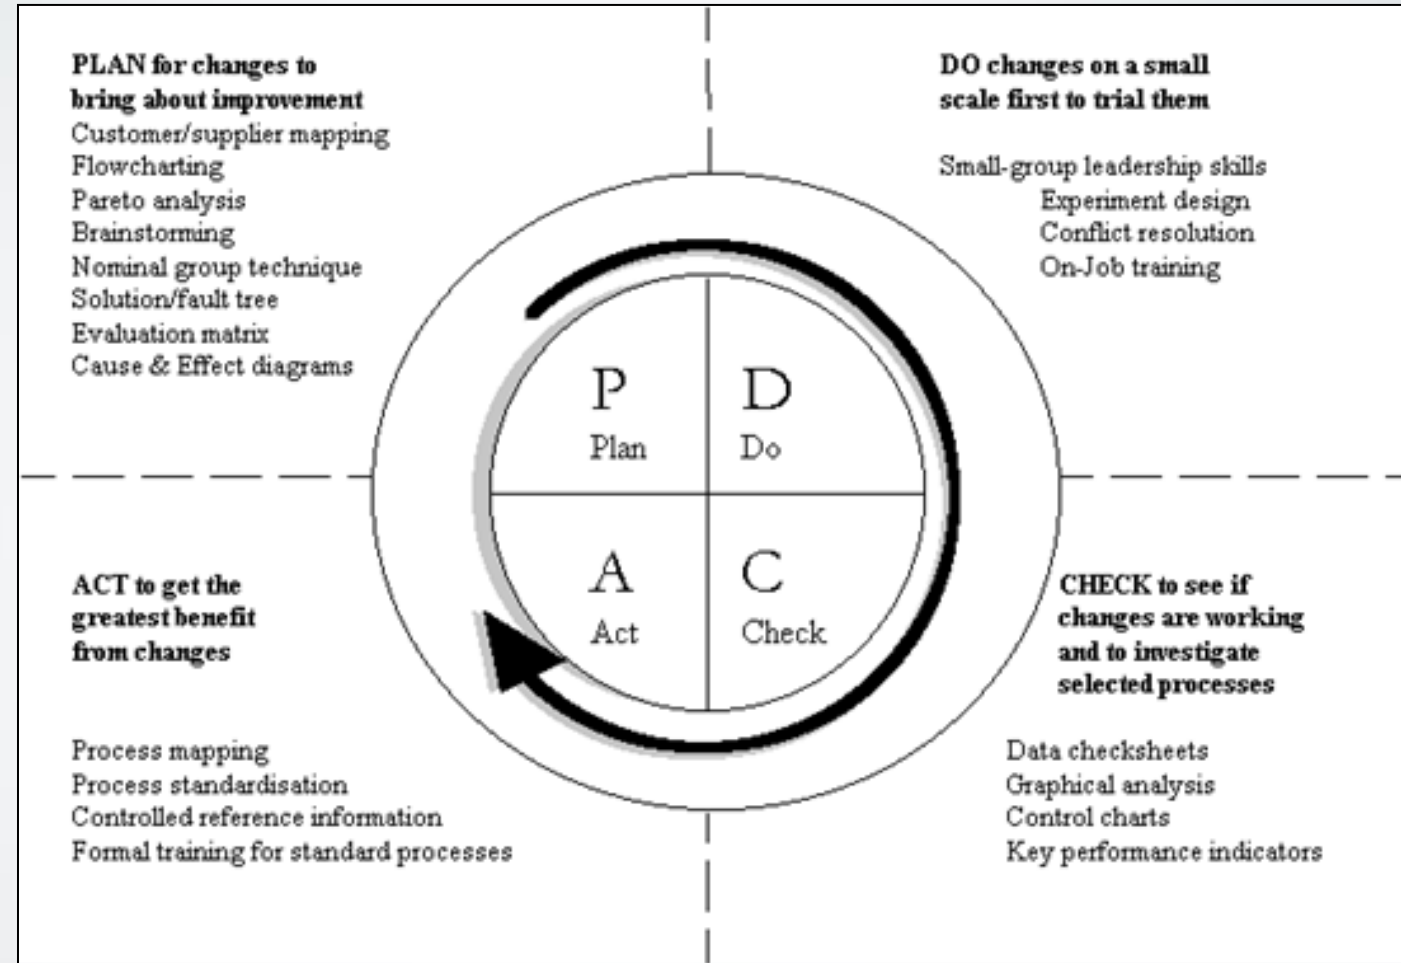 PLAN for changes to
bring about improvement
Customer/supplier mapping
Flowcharting
Pareto analysis
Brainstorming
Nominal group technique
Solution/fault tree
Evaluation matrix
Cause & Effect diagrams
DO changes on a small
scale first to trial them
Small-group leadership skills
Experiment design
Conflict resolution
On-Job training
P
Plan
D
Do
A
Act
C
Check
ACT to get the
greatest benefit
from changes
Process mapping
Process standardisation
Controlled reference information
Formal training for standard processes
CHECK to see if
changes are working
and to investigate
selected processes
Data checksheets
Graphical analysis
Control charts
Key performance indicators